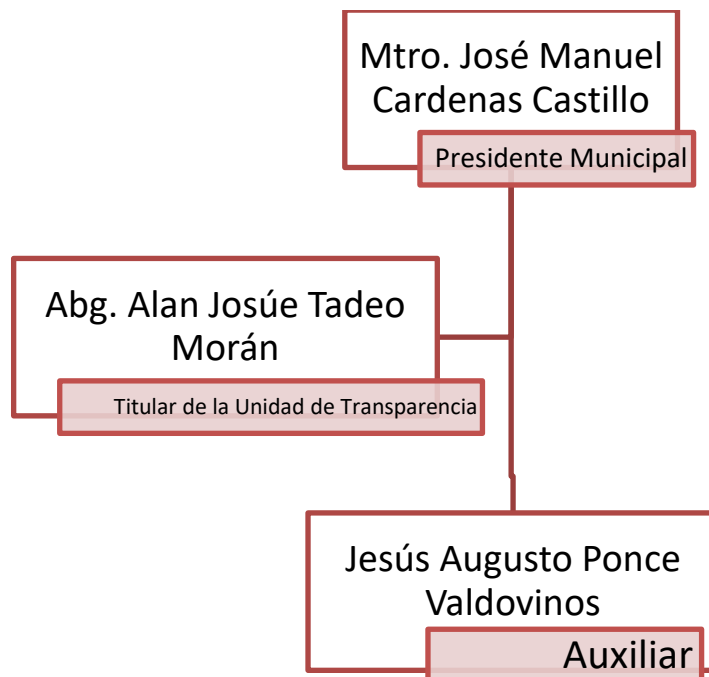 Mtro. José Manuel
Cardenas Castillo
Presidente Municipal
Abg. Alan Josúe Tadeo
Morán
Titular de la Unidad de Transparencia
Jesús Augusto Ponce
Valdovinos
Auxiliar